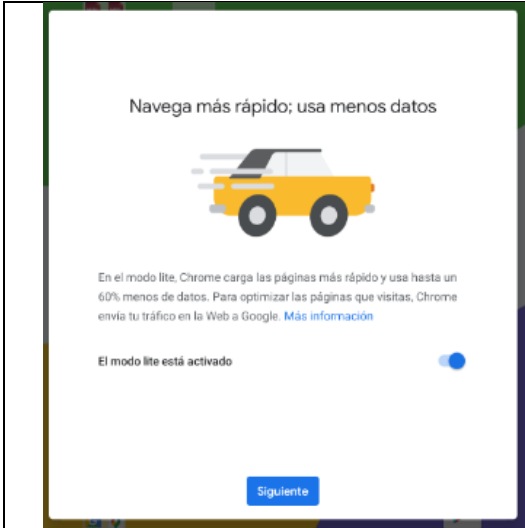 Navega más rápido; usa menos datos
En el modo lite, Chrome carga las páginas más rápido y usa hasta un
60% menos de datos. Para optimizar las páginas que visitas, Chrome
envía tu tráfico en la Web a Google. Más información
El modo lite está activado
Siguiente